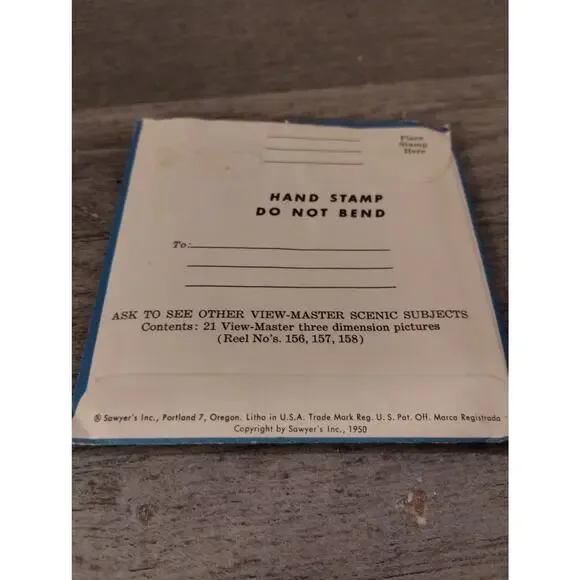 Place
Stamp
Here
HAND STAMP
DO NOT BEND
To:
ASK TO SEE OTHER VIEW-MASTER SCENIC SUBJECTS
Contents: 21 View-Master three dimension pictures
(Reel No's. 156, 157, 158)
® Sawyer's Inc., Portland 7, Oregon. Litho in U.S.A. Trade Mark Reg. U. S. Pat. Off. Marca Registrada
Copyright by Sawyer's Inc., 1950